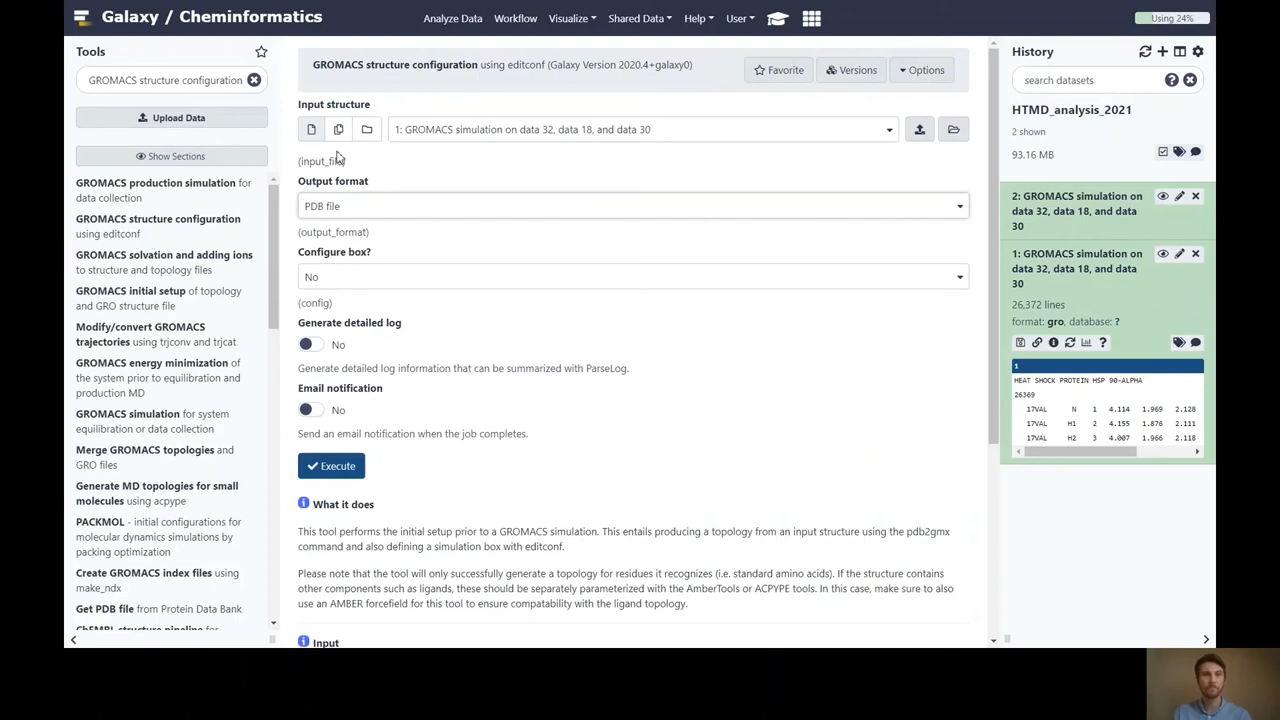 Galaxy / Cheminformatics
Analyze Data Workflow Visualize Shared Data Help User
Using 24%
Tools
GROMACS structure configuration
Upload Data
Show Sections
GROMACS production simulation for
data collection
GROMACS structure configuration
using editconf
GROMACS solvation and adding ions
to structure and topology files
GROMACS initial setup of topology
and GRO structure file
Modify/convert GROMACS
trajectories using trjconv and trjcat
GROMACS energy minimization of
the system prior to equilibration and
production MD
GROMACS simulation for system
equilibration or data collection
Merge GROMACS topologies and
GRO files
Generate MD topologies for small
molecules using acpype
PACKMOL - initial configurations for
molecular dynamics simulations by
packing optimization
Create GROMACS index files using
make_ndx
Get PDB file from Protein Data Bank
ChEMBL structure pipeline for
GROMACS structure configuration using editconf (Galaxy Version 2020.4+galaxy0)
Favorite
Versions
Options
Input structure
1: GROMACS simulation on data 32, data 18, and data 30
(input_file)
Output format
PDB file
(output_format)
Configure box?
No
(config)
Generate detailed log
No
Generate detailed log information that can be summarized with ParseLog.
Email notification
No
Send an email notification when the job completes.
Execute
What it does
This tool performs the initial setup prior to a GROMACS simulation. This entails producing a topology from an input structure using the pdb2gmx
command and also defining a simulation box with editconf.
Please note that the tool will only successfully generate a topology for residues it recognizes (i.e. standard amino acids). If the structure contains
other components such as ligands, these should be separately parameterized with the AmberTools or ACPYPE tools. In this case, make sure to also
use an AMBER forcefield for this tool to ensure compatability with the ligand topology.
Input
History
search datasets
HTMD_analysis_2021
2 shown
93.16 MB
2: GROMACS simulation on
data 32, data 18, and data
30
1: GROMACS simulation on
data 32, data 18, and data
30
26,372 lines
format: gro, database: ?
1
HEAT SHOCK PROTEIN HSP 90-ALPHA
26369
17VAL N 1 4.114 1.969 2.128
17VAL H1 2 4.155 1.876 2.111
17VAL H2 3 4.007 1.966 2.118